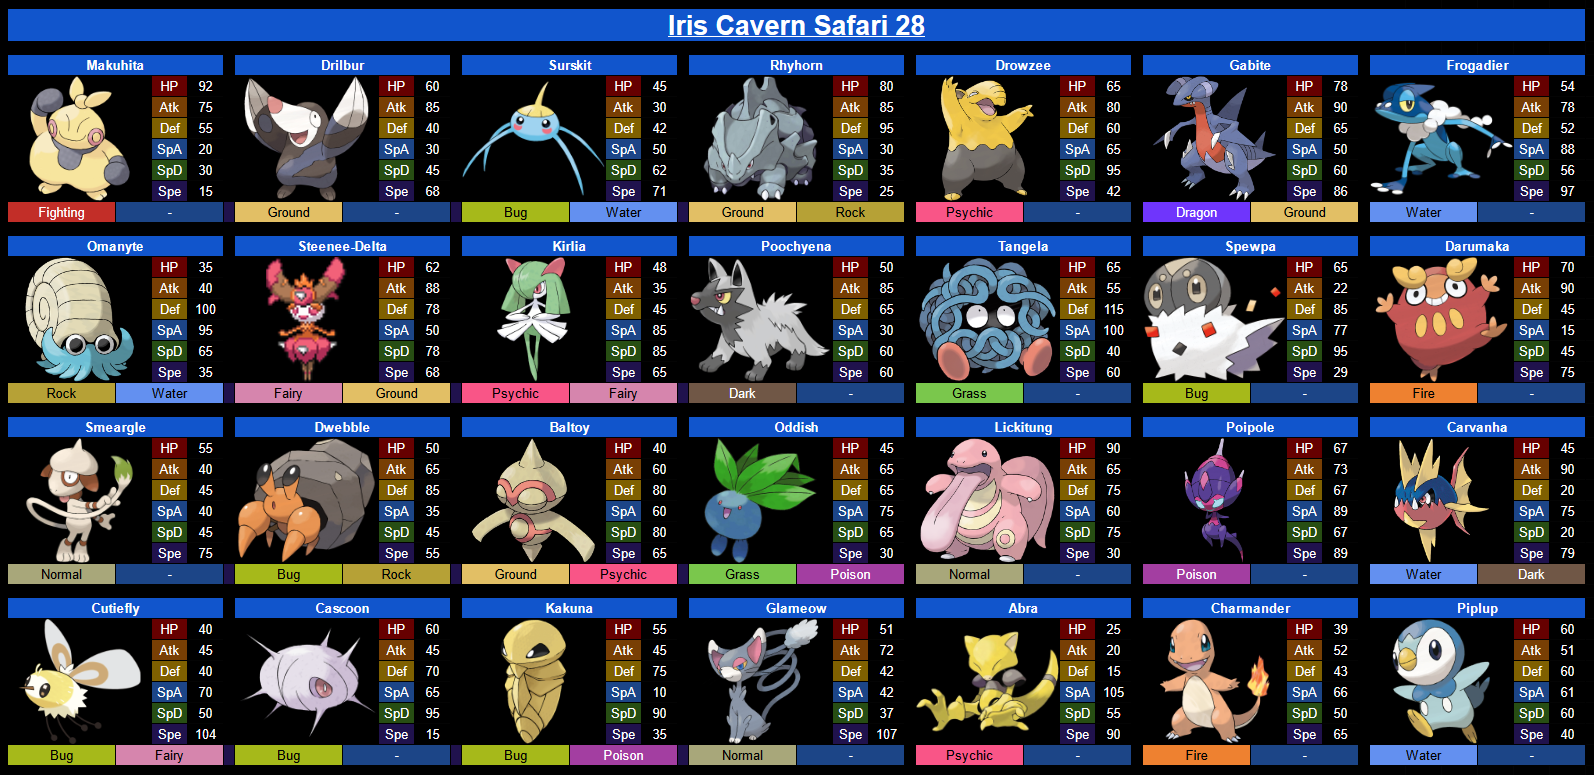 Iris Cavern Safari 28
Makuhita Drilbur Surskit Rhyhorn Drowzee Gabite Frogadier
HP 92 HP 60 HP 45 HP 80 HP 65 HP 78 HP 54
Atk 75 Atk 85 Atk 30 Atk 85 Atk 80 Atk 90 Atk 78
Def 55 Def 40 Def 42 Def 95 Def 60 Def 65 Def 52
SpA 20 SpA 30 SpA 50 SpA 30 SpA 65 SpA 50 SpA 88
SpD 30 SpD 45 SpD 62 SpD 35 SpD 95 SpD 60 SpD 56
Spe 15 Spe 68 Spe 71 Spe 25 Spe 42 Spe 86 Spe 97
Fighting - Ground - Bug Water Ground Rock Psychic - Dragon Ground Water -
Omanyte Steenee-Delta Kirlia Poochyena Tangela Spewpa Darumaka
HP 35 HP 62 HP 48 HP 50 HP 65 HP 65 HP 70
Atk 40 Atk 88 Atk 35 Atk 85 Atk 55 Atk 22 Atk 90
Def 100 Def 78 Def 45 Def 65 Def 115 Def 85 Def 45
SpA 95 SpA 50 SpA 85 SpA 30 SpA 100 SpA 77 SpA 15
SpD 65 SpD 78 SpD 85 SpD 60 SpD 40 SpD 95 SpD 45
Spe 35 Spe 68 Spe 65 Spe 60 Spe 60 Spe 29 Spe 75
Rock Water Fairy Ground Psychic Fairy Dark - Grass - Bug - Fire -
Smeargle Dwebble Baltoy Oddish Lickitung Poipole Carvanha
HP 55 HP 50 HP 40 HP 45 HP 90 HP 67 HP 45
Atk 40 Atk 65 Atk 60 Atk 65 Atk 65 Atk 73 Atk 90
Def 45 Def 85 Def 80 Def 65 Def 75 Def 67 Def 20
SpA 40 SpA 35 SpA 60 SpA 75 SpA 60 SpA 89 SpA 75
SpD 45 SpD 45 SpD 80 SpD 65 SpD 75 SpD 67 SpD 20
Spe 75 Spe 55 Spe 65 Spe 30 Spe 30 Spe 89 Spe 79
Normal - Bug Rock Ground Psychic Grass Poison Normal - Poison - Water Dark
Cutiefly Cascoon Kakuna Glameow Abra Charmander Piplup
HP 40 HP 60 HP 55 HP 51 HP 25 HP 39 HP 60
Atk 45 Atk 45 Atk 45 Atk 72 Atk 20 Atk 52 Atk 51
Def 40 Def 70 Def 75 Def 42 Def 15 Def 43 Def 60
SpA 70 SpA 65 SpA 10 SpA 42 SpA 105 SpA 66 SpA 61
SpD 50 SpD 95 SpD 90 SpD 37 SpD 55 SpD 50 SpD 60
Spe 104 Spe 15 Spe 35 Spe 107 Spe 90 Spe 65 Spe 40
Bug Fairy Bug - Bug Poison Normal - Psychic - Fire - Water -